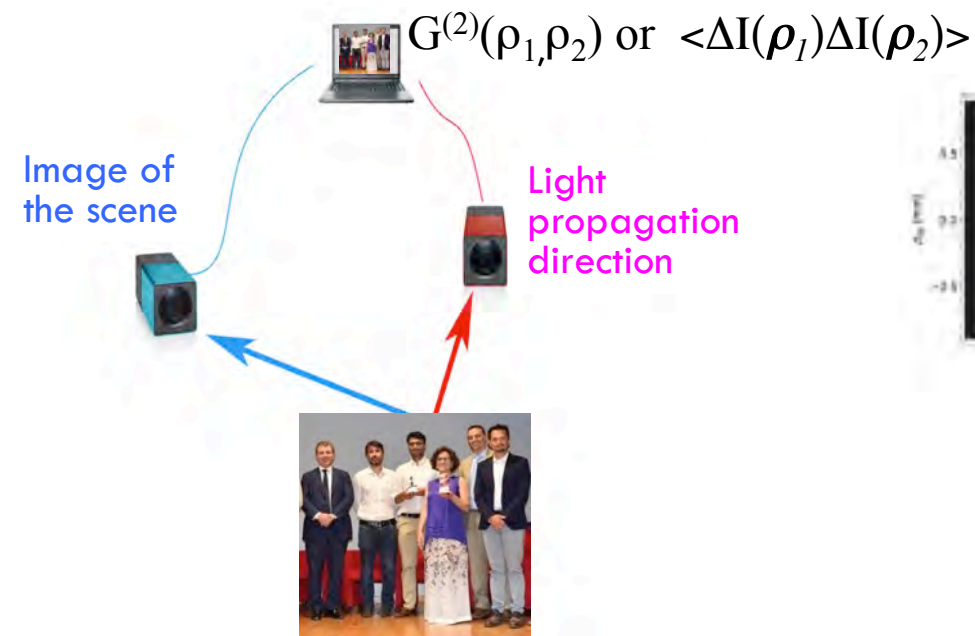 G⁽²⁾(ρ₁,ρ₂) or <ΔI(ρ₁)ΔI(ρ₂)>
Image of
the scene
Light
propagation
direction